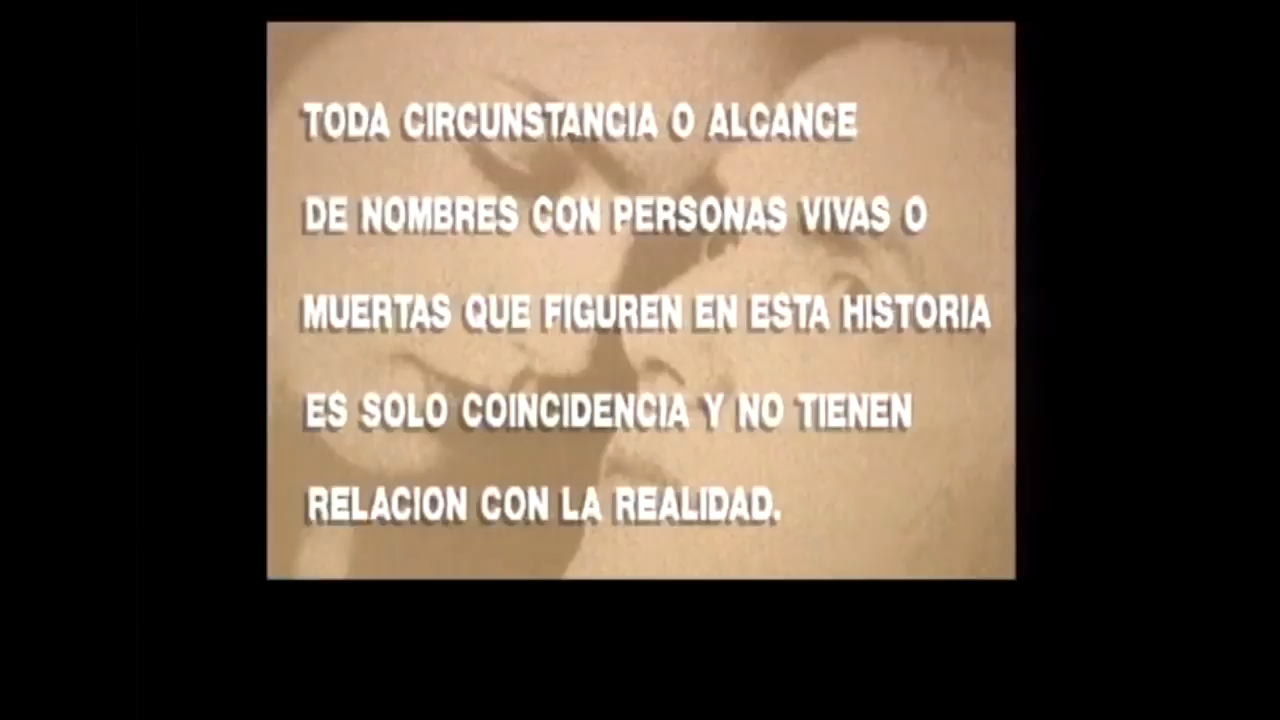 TODA CIRCUNSTANCIA O ALCANCE
DE NOMBRES CON PERSONAS VIVAS O
MUERTAS QUE FIGUREN EN ESTA HISTORIA
ES SOLO COINCIDENCIA Y NO TIENEN
RELACION CON LA REALIDAD.